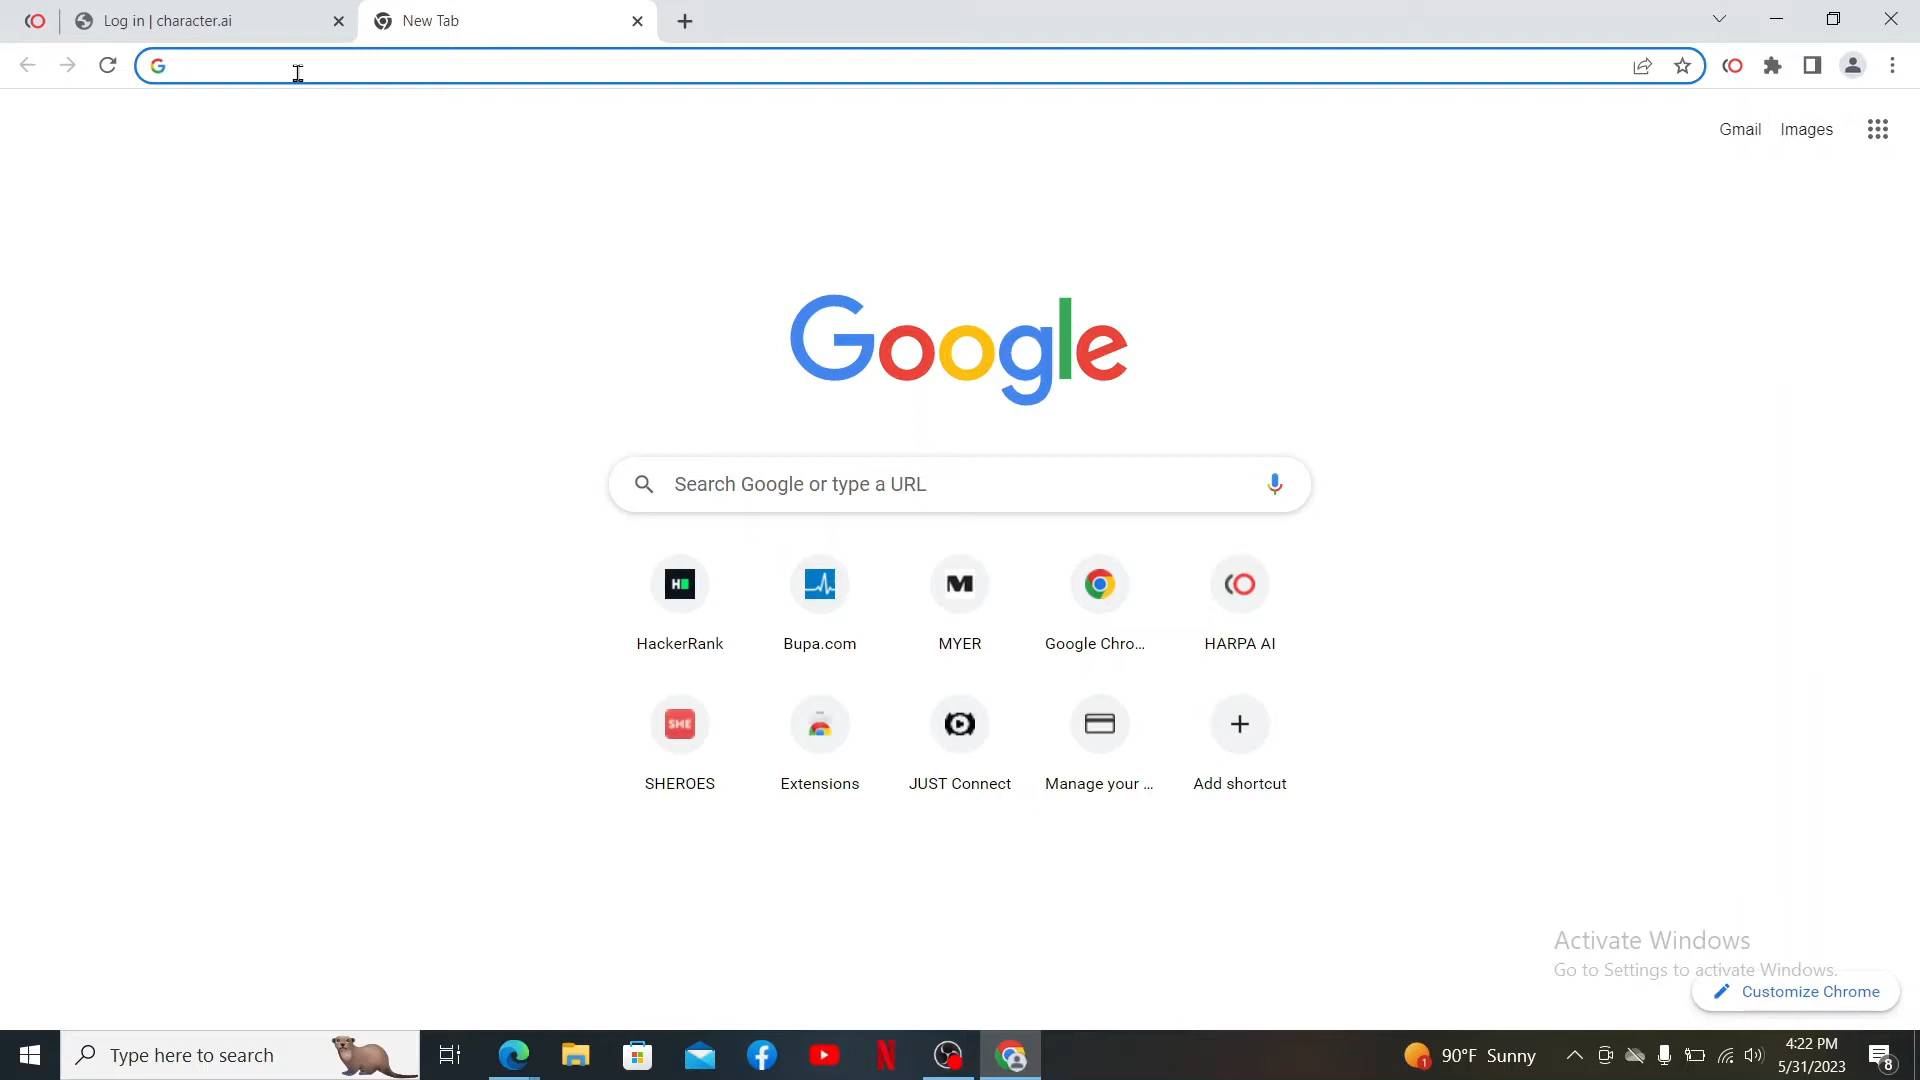 Log in | character.ai
New Tab
Gmail Images
Google
Search Google or type a URL
HackerRank
Bupa.com
MYER
Google Chro...
HARPA AI
SHEROES
Extensions
JUST Connect
Manage your ...
Add shortcut
Activate Windows
Go to Settings to activate Windows.
Customize Chrome
Type here to search
90°F Sunny
4:22 PM
5/31/2023
8